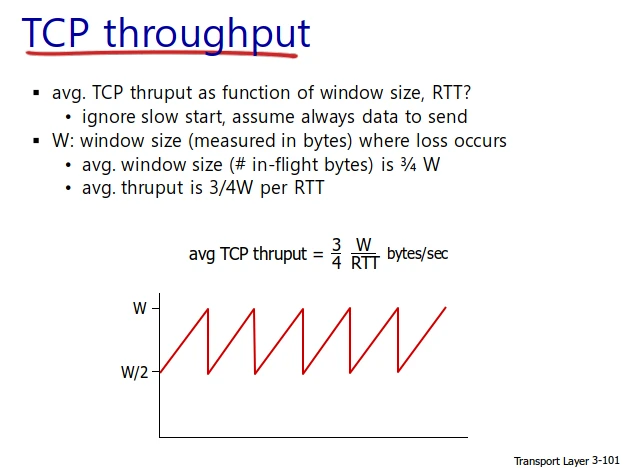 TCP throughput
▪ avg. TCP thruput as function of window size, RTT?
• ignore slow start, assume always data to send
▪ W: window size (measured in bytes) where loss occurs
• avg. window size (# in-flight bytes) is ¾ W
• avg. thruput is 3/4W per RTT
avg TCP thruput = 3/4 W/RTT bytes/sec
W
W/2
Transport Layer 3-101